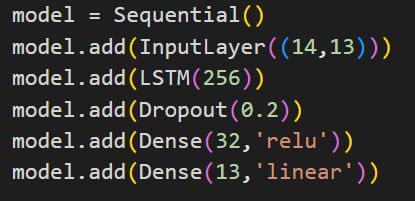 model = Sequential()
model.add(InputLayer((14,13)))
model.add(LSTM(256))
model.add(Dropout(0.2))
model.add(Dense(32,'relu'))
model.add(Dense(13,'linear'))